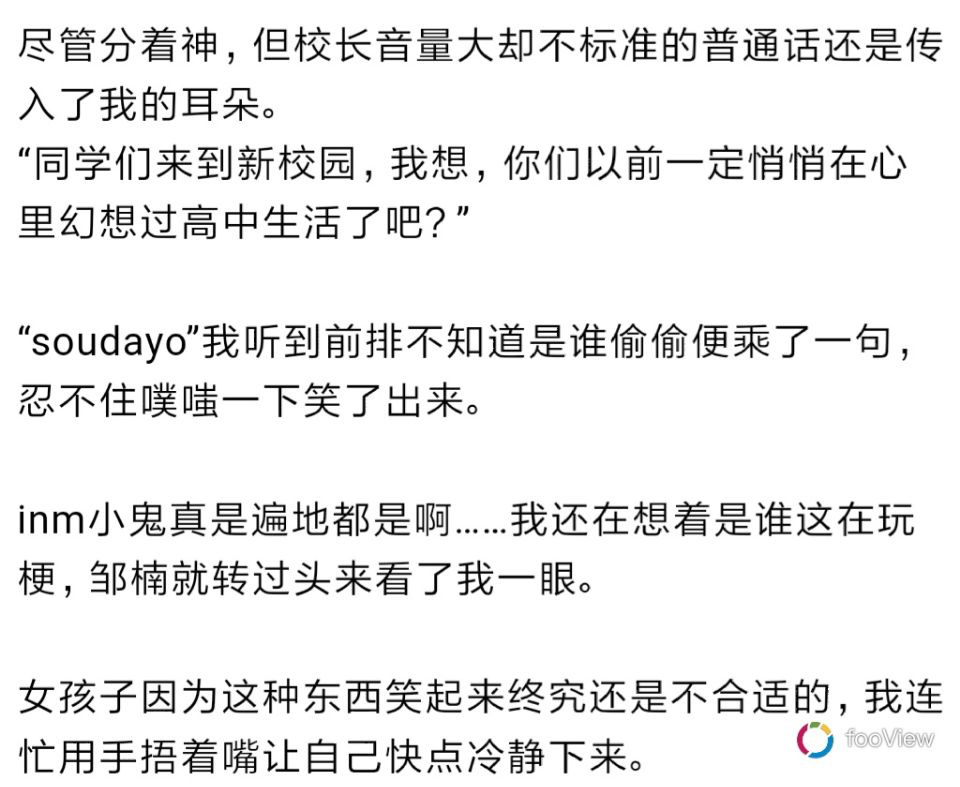 尽管分着神，但校长音量大却不标准的普通话还是传
入了我的耳朵。
“同学们来到新校园，我想，你们以前一定悄悄在心
里幻想过高中生活了吧？”
“soudayo”我听到前排不知道是谁偷偷便乘了一句，
忍不住噗嗤一下笑了出来。
inm小鬼真是遍地都是啊……我还在想着是谁这在玩
梗，邹楠就转过头来看了我一眼。
女孩子因为这种东西笑起来终究还是不合适的，我连
忙用手捂着嘴让自己快点冷静下来。
fooView